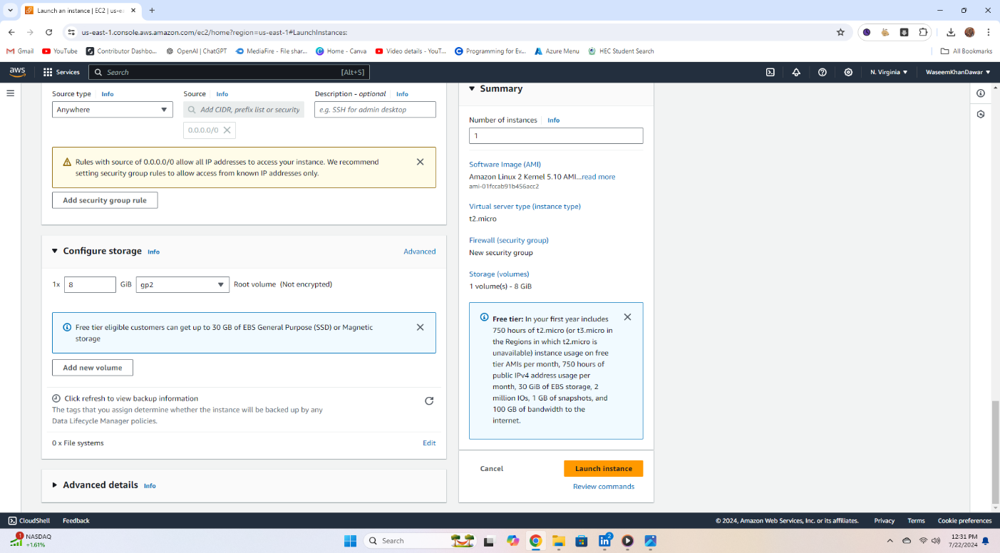 Launch an instance | EC2 | us-ea
us-east-1.console.aws.amazon.com/ec2/home?region=us-east-1#LaunchInstances:
Gmail
YouTube
Contributor Dashbo...
OpenAI | ChatGPT
MediaFire - File shar...
Home - Canva
Video details - YouT...
Programming for Ev...
Azure Menu
HEC Student Search
All Bookmarks
aws
Services
Search
[Alt+S]
N. Virginia
WaseemKhanDawar
Source type
Info
Source
Info
Description - optional
Info
Anywhere
Add CIDR, prefix list or security
e.g. SSH for admin desktop
0.0.0.0/0
Rules with source of 0.0.0.0/0 allow all IP addresses to access your instance. We recommend
setting security group rules to allow access from known IP addresses only.
Add security group rule
Configure storage
Info
Advanced
1x
8
GiB
gp2
Root volume (Not encrypted)
Free tier eligible customers can get up to 30 GB of EBS General Purpose (SSD) or Magnetic
storage
Add new volume
Click refresh to view backup information
The tags that you assign determine whether the instance will be backed up by any
Data Lifecycle Manager policies.
0 x File systems
Edit
Advanced details
Info
Summary
Number of instances
Info
1
Software Image (AMI)
Amazon Linux 2 Kernel 5.10 AMI...read more
ami-01fccab91b456acc2
Virtual server type (instance type)
t2.micro
Firewall (security group)
New security group
Storage (volumes)
1 volume(s) - 8 GiB
Free tier: In your first year includes
750 hours of t2.micro (or t3.micro in
the Regions in which t2.micro is
unavailable) instance usage on free
tier AMIs per month, 750 hours of
public IPv4 address usage per
month, 30 GiB of EBS storage, 2
million IOs, 1 GB of snapshots, and
100 GB of bandwidth to the
internet.
Cancel
Launch instance
Review commands
CloudShell
Feedback
© 2024, Amazon Web Services, Inc. or its affiliates.
Privacy
Terms
Cookie preferences
1
NASDAQ
+1.61%
Search
2
12:31 PM
7/22/2024